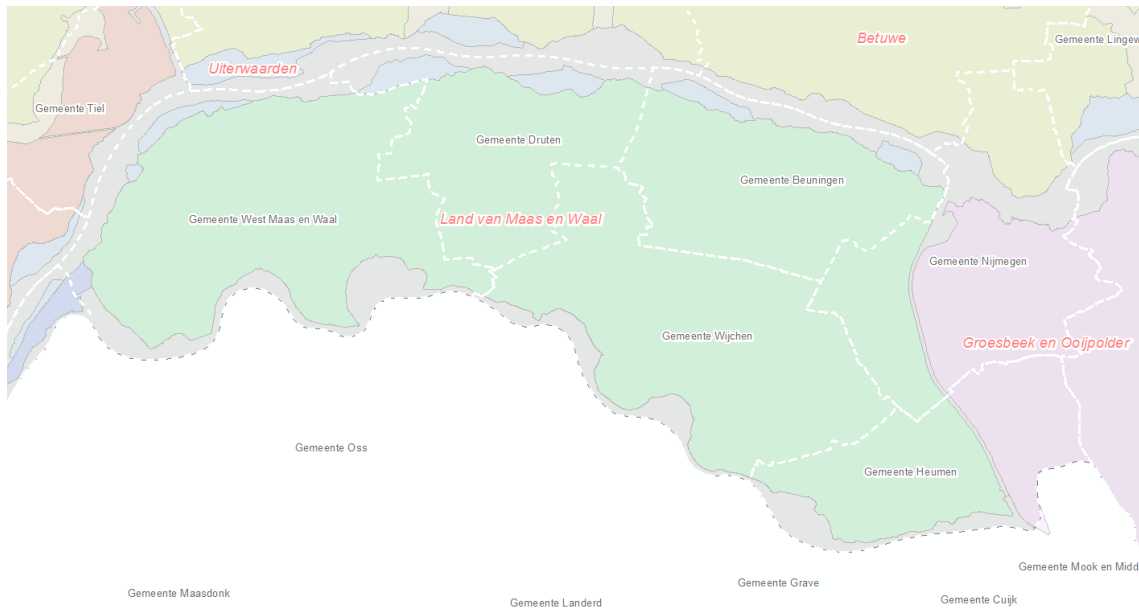 Betuwe
Gemeente Lingew
Uiterwaarden
Gemeente Tiel
Gemeente Druten
Gemeente Beuningen
Gemeente West Maas en Waal
Land van Maas en Waal
Gemeente Nijmegen
Gemeente Wijchen
Groesbeek en Ooijpolder
Gemeente Oss
Gemeente Heumen
Gemeente Mook en Midd
Gemeente Grave
Gemeente Maasdonk
Gemeente Landerd
Gemeente Cuijk